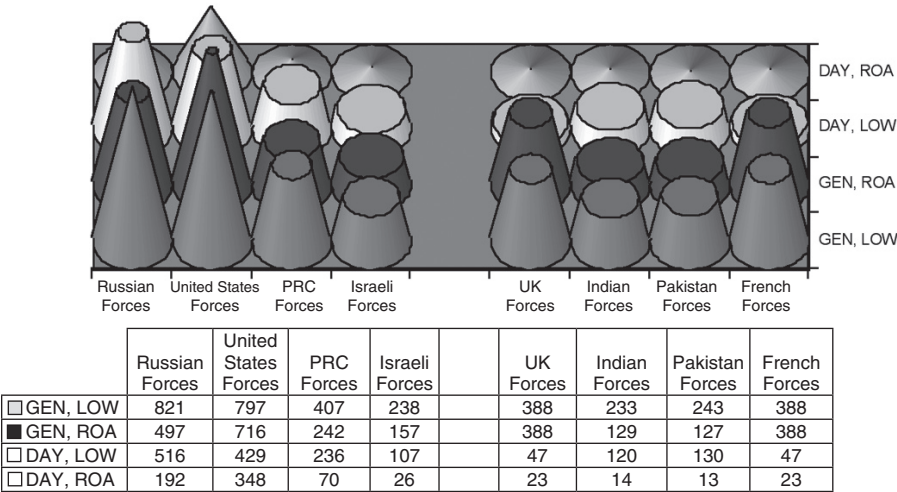 DAY, ROA
DAY, LOW
GEN, ROA
GEN, LOW
Russian Forces
United States Forces
PRC Forces
Israeli Forces
UK Forces
Indian Forces
Pakistan Forces
French Forces
Russian Forces United States Forces PRC Forces Israeli Forces UK Forces Indian Forces Pakistan Forces French Forces
GEN, LOW 821 797 407 238 388 233 243 388
GEN, ROA 497 716 242 157 388 129 127 388
DAY, LOW 516 429 236 107 47 120 130 47
DAY, ROA 192 348 70 26 23 14 13 23